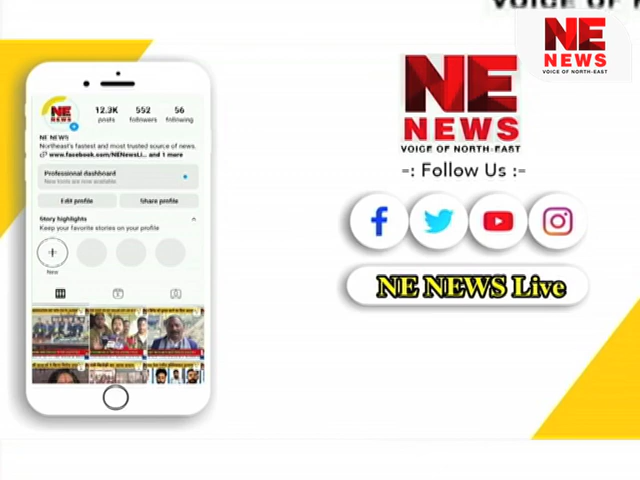 VOICE OF
NE
NEWS
VOICE OF NORTH-EAST
NE
NEWS
VOICE OF NORTH-EAST
-: Follow Us :-
NE NEWS Live
NE
NEWS
12.3K
posts
552
followers
56
following
NE NEWS
Northeast's fastest and most trusted source of news.
www.facebook.com/NENewsLi... and 1 more
Professional dashboard
New tools are now available.
Edit profile
Share profile
Story highlights
Keep your favorite stories on your profile
New